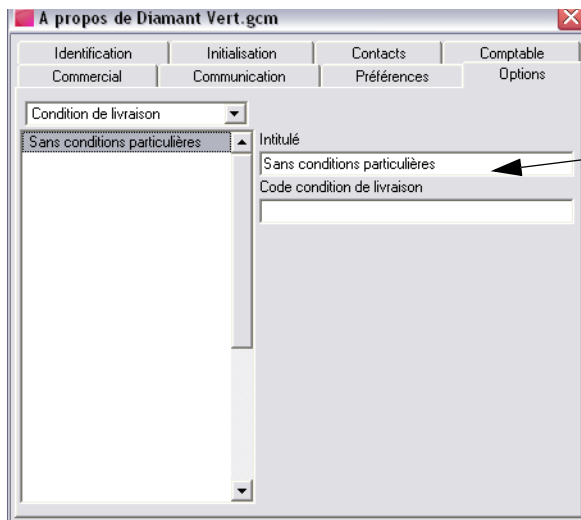 A propos de Diamant Vert.gcm
Identification Initialisation Contacts Comptable
Commercial Communication Préférences Options
Condition de livraison
Sans conditions particulières
Intitulé
Sans conditions particulières
Code condition de livraison